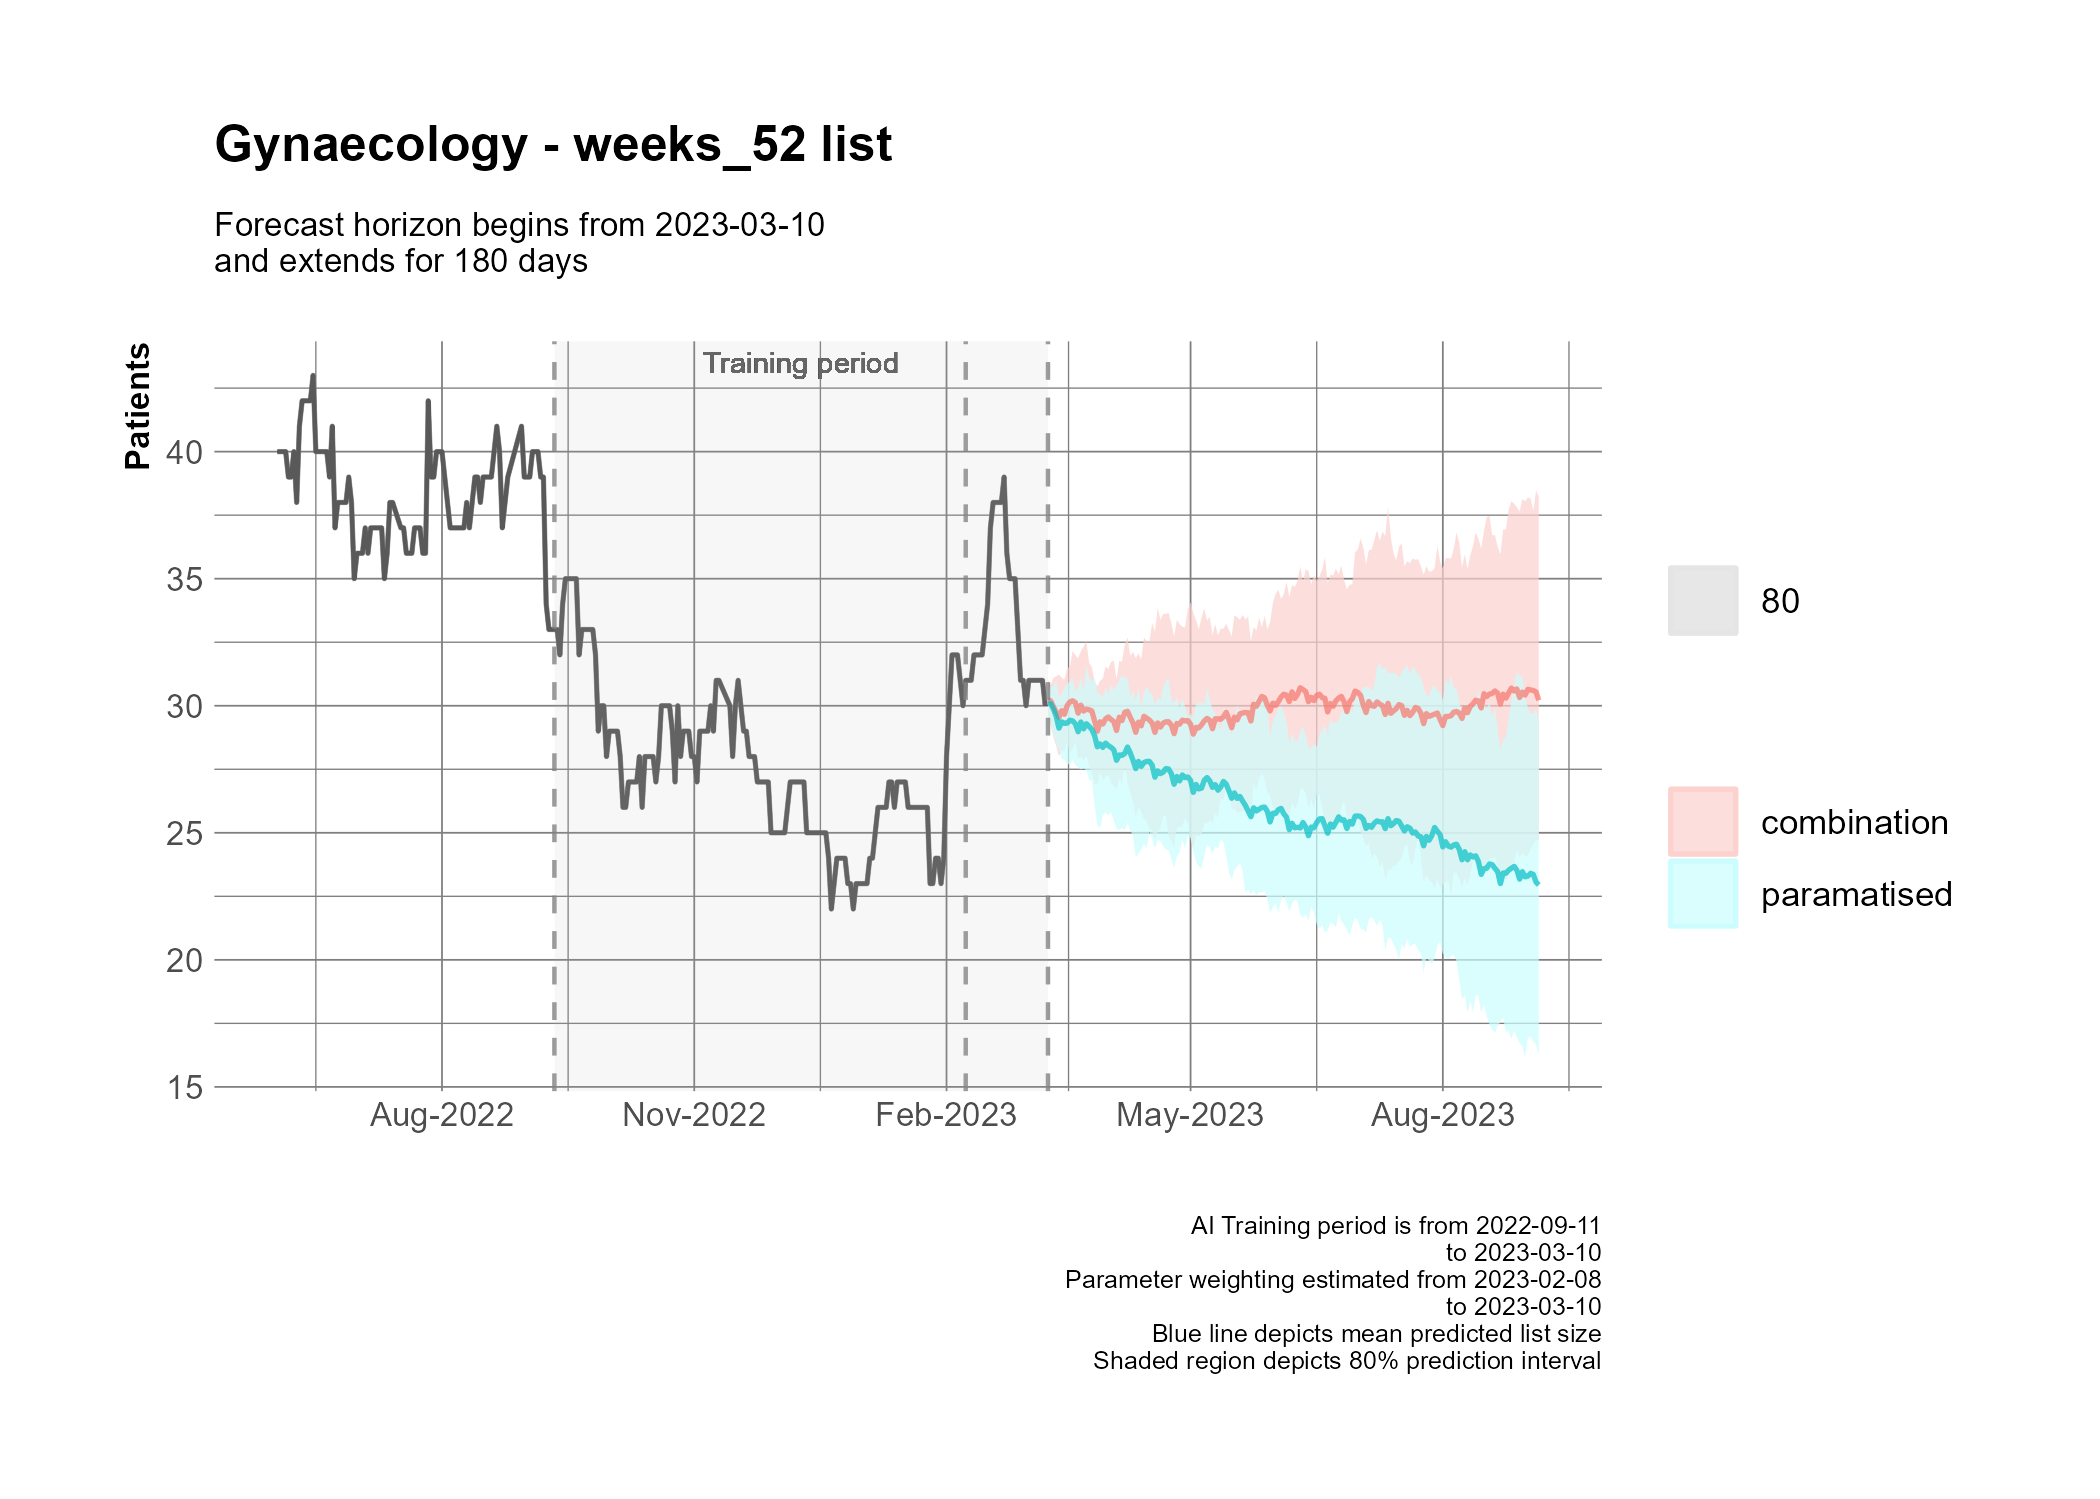 Gynaecology - weeks_52 list
Forecast horizon begins from 2023-03-10
and extends for 180 days
Patients
Training period
40
35
30
25
20
15
Aug-2022
Nov-2022
Feb-2023
May-2023
Aug-2023
80
combination
paramatised
AI Training period is from 2022-09-11
to 2023-03-10
Parameter weighting estimated from 2023-02-08
to 2023-03-10
Blue line depicts mean predicted list size
Shaded region depicts 80% prediction interval